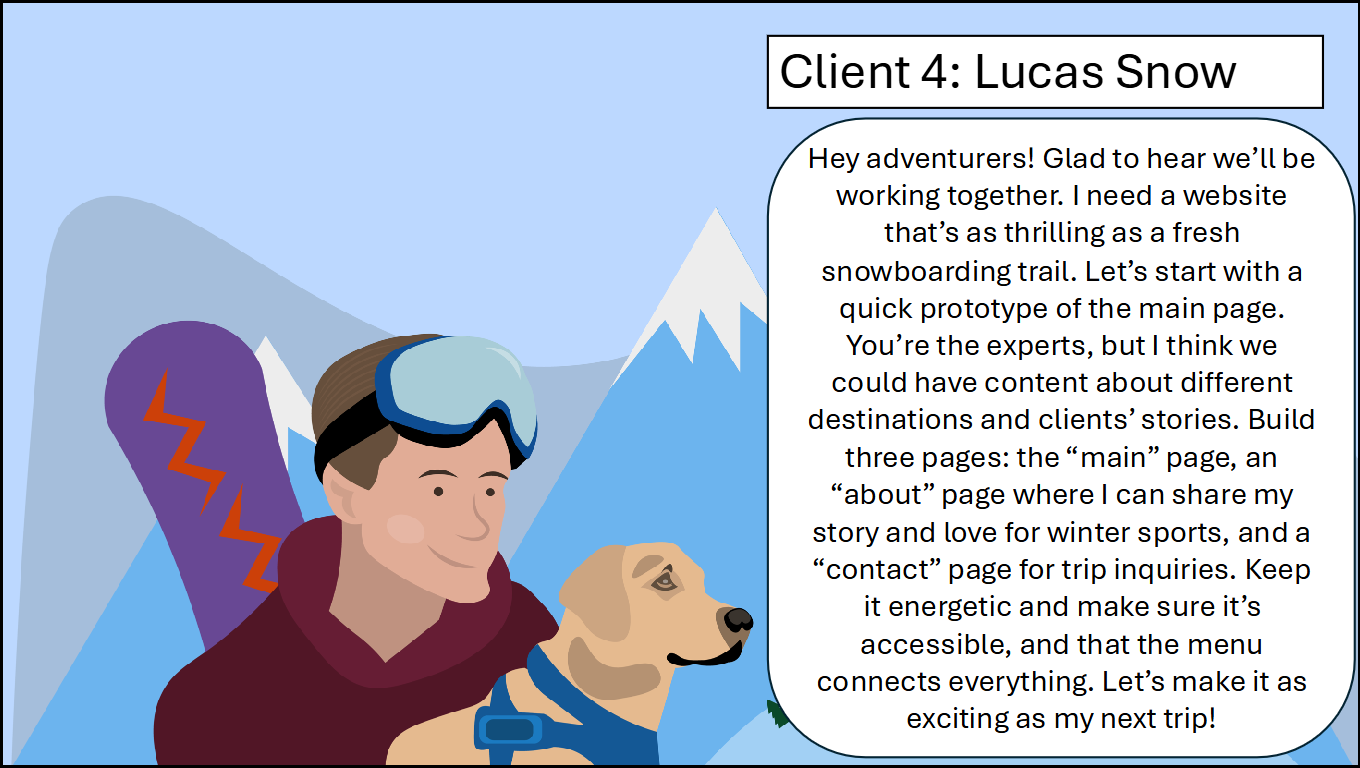 Client 4: Lucas Snow
Hey adventurers! Glad to hear we’ll be
working together. I need a website
that’s as thrilling as a fresh
snowboarding trail. Let’s start with a
quick prototype of the main page.
You’re the experts, but I think we
could have content about different
destinations and clients’ stories. Build
three pages: the “main” page, an
“about” page where I can share my
story and love for winter sports, and a
“contact” page for trip inquiries. Keep
it energetic and make sure it’s
accessible, and that the menu
connects everything. Let’s make it as
exciting as my next trip!